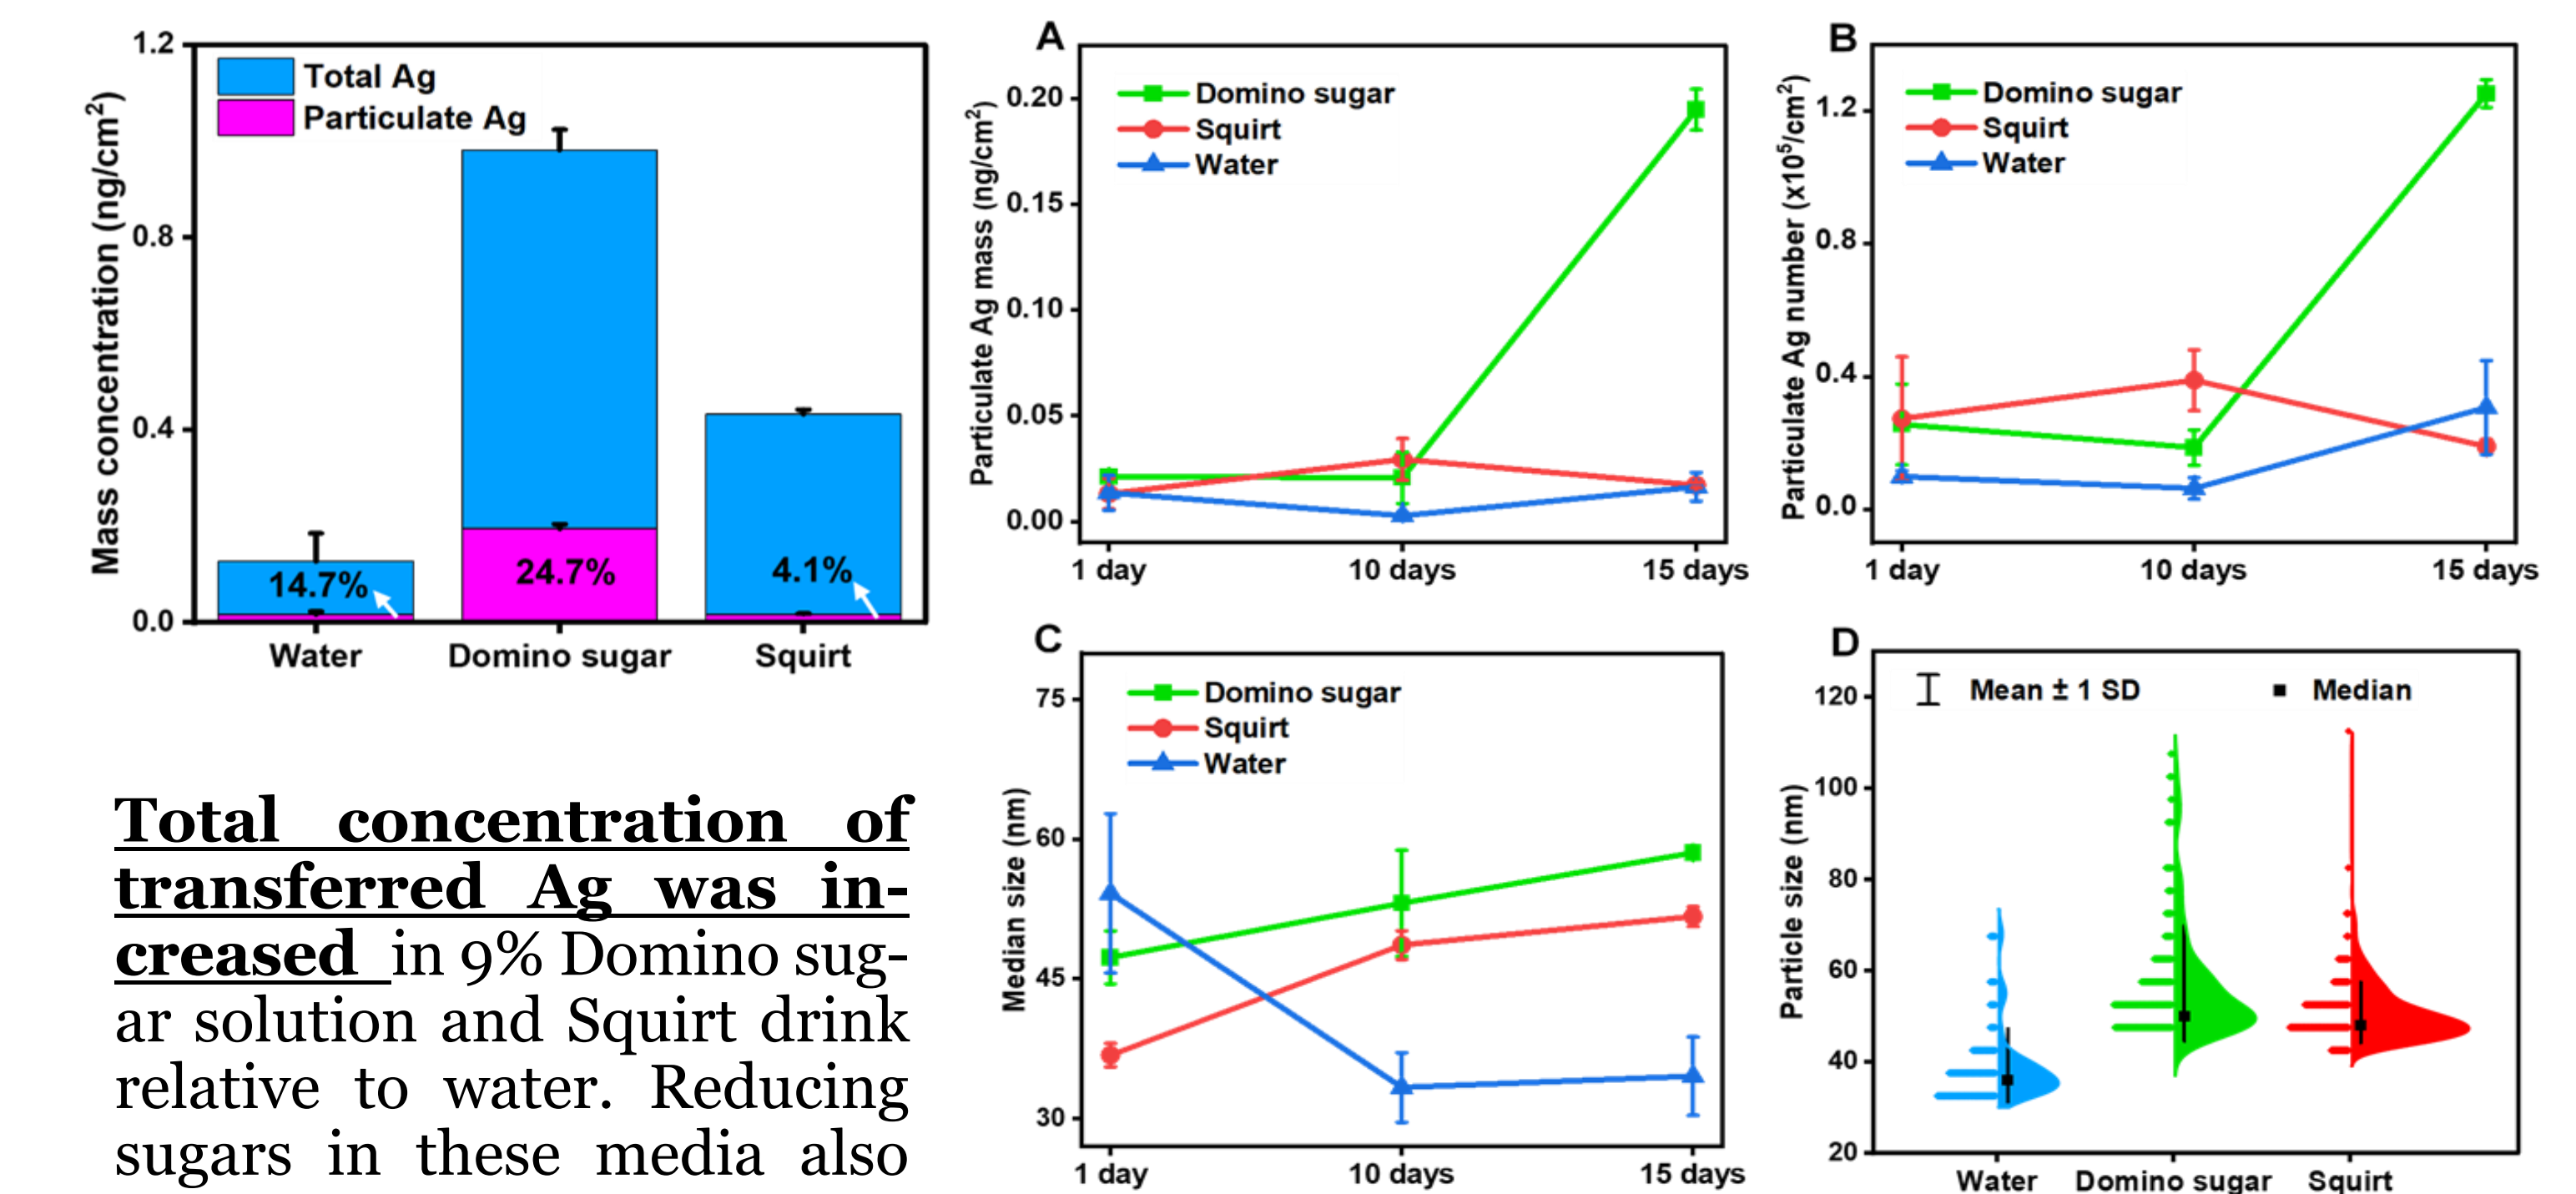 1.2
Total Ag
Particulate Ag
0.8
0.4
0.0
Mass concentration (ng/cm²)
14.7%
24.7%
4.1%
Water
Domino sugar
Squirt
Total concentration of
transferred Ag was in-
creased in 9% Domino sug-
ar solution and Squirt drink
relative to water. Reducing
sugars in these media also
A
Domino sugar
Squirt
Water
0.20
0.15
0.10
0.05
0.00
Particulate Ag mass (ng/cm²)
1 day
10 days
15 days
B
Domino sugar
Squirt
Water
1.2
0.8
0.4
0.0
Particulate Ag number (x10⁵/cm²)
1 day
10 days
15 days
C
Domino sugar
Squirt
Water
75
60
45
30
Median size (nm)
1 day
10 days
15 days
D
Mean ± 1 SD
Median
120
100
80
60
40
20
Particle size (nm)
Water
Domino sugar
Squirt